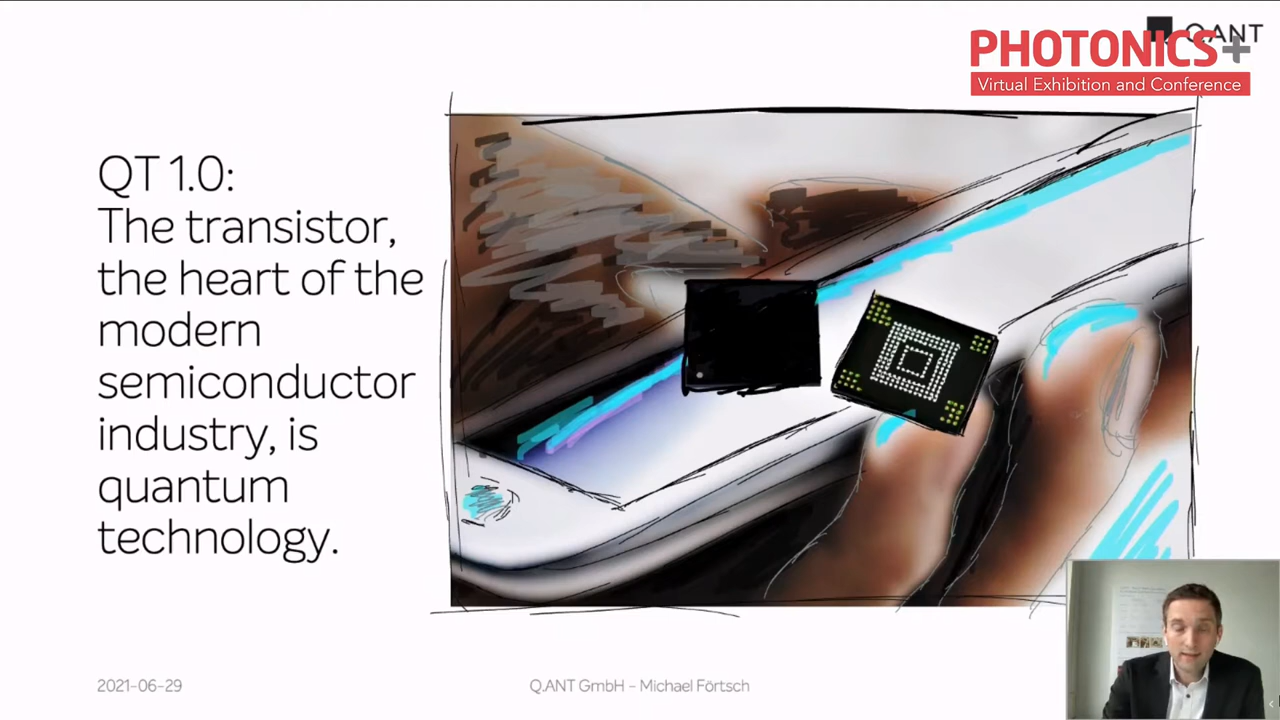 Q.ANT
PHOTONICS+
Virtual Exhibition and Conference
QT 1.0:
The transistor,
the heart of the
modern
semiconductor
industry, is
quantum
technology.
2021-06-29
Q.ANT GmbH – Michael Förtsch